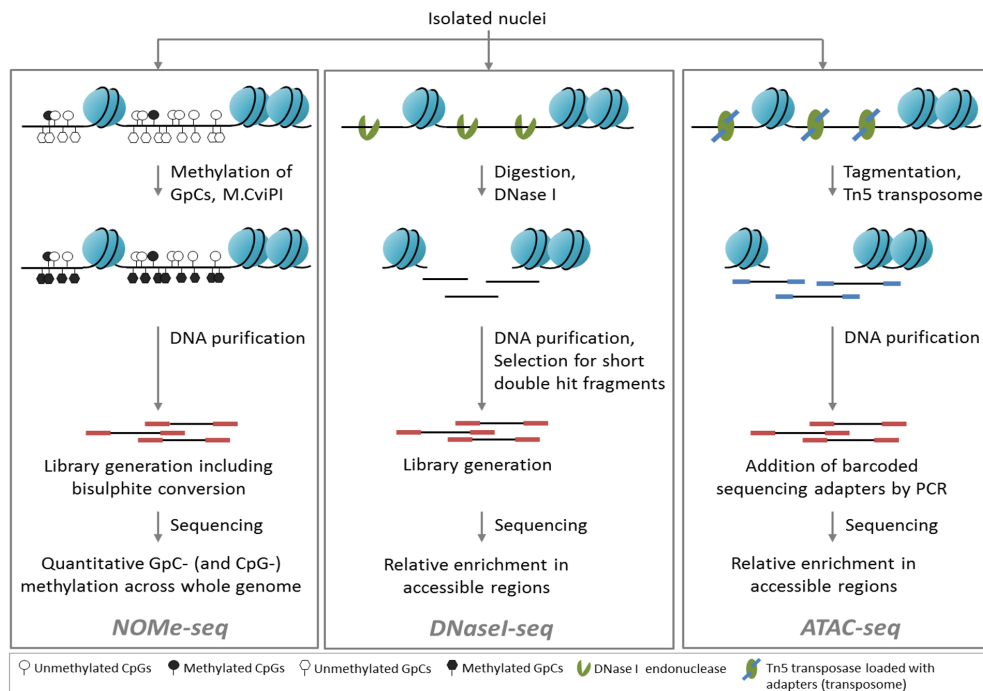 Isolated nuclei
Methylation of
GpCs, M.CviPI
DNA purification
Library generation including
bisulphite conversion
Sequencing
Quantitative GpC- (and CpG-)
methylation across whole genome
NOMe-seq
Digestion,
DNase I
DNA purification,
Selection for short
double hit fragments
Library generation
Sequencing
Relative enrichment in
accessible regions
DNaseI-seq
Tagmentation,
Tn5 transposome
DNA purification
Addition of barcoded
sequencing adapters by PCR
Sequencing
Relative enrichment in
accessible regions
ATAC-seq
Unmethylated CpGs
Methylated CpGs
Unmethylated GpCs
Methylated GpCs
DNase I endonuclease
Tn5 transposase loaded with
adapters (transposome)